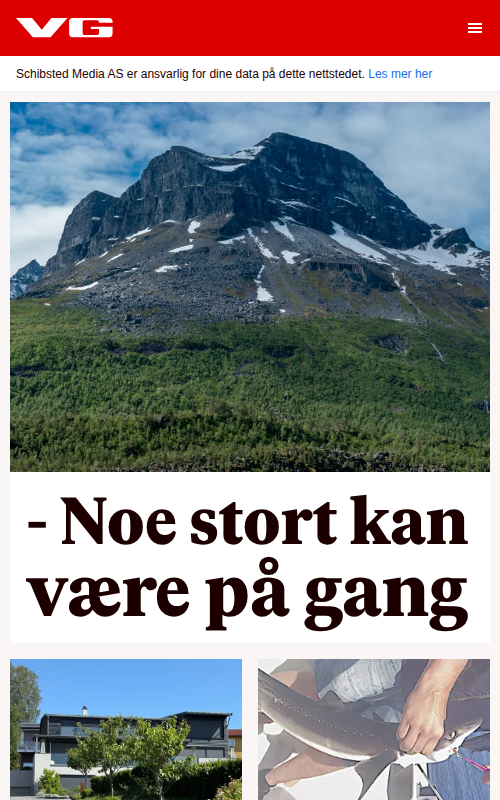 VG
Schibsted Media AS er ansvarlig for dine data på dette nettstedet. Les mer her
- Noe stort kan
være på gang